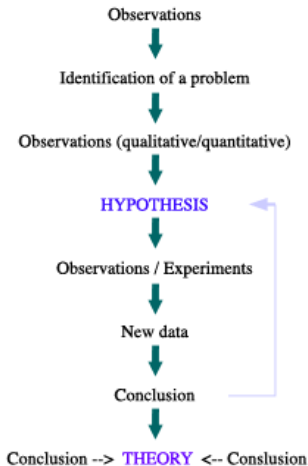 Observations
Identification of a problem
Observations (qualitative/quantitative)
HYPOTHESIS
Observations / Experiments
New data
Conclusion
Conclusion --> THEORY <-- Conslusion